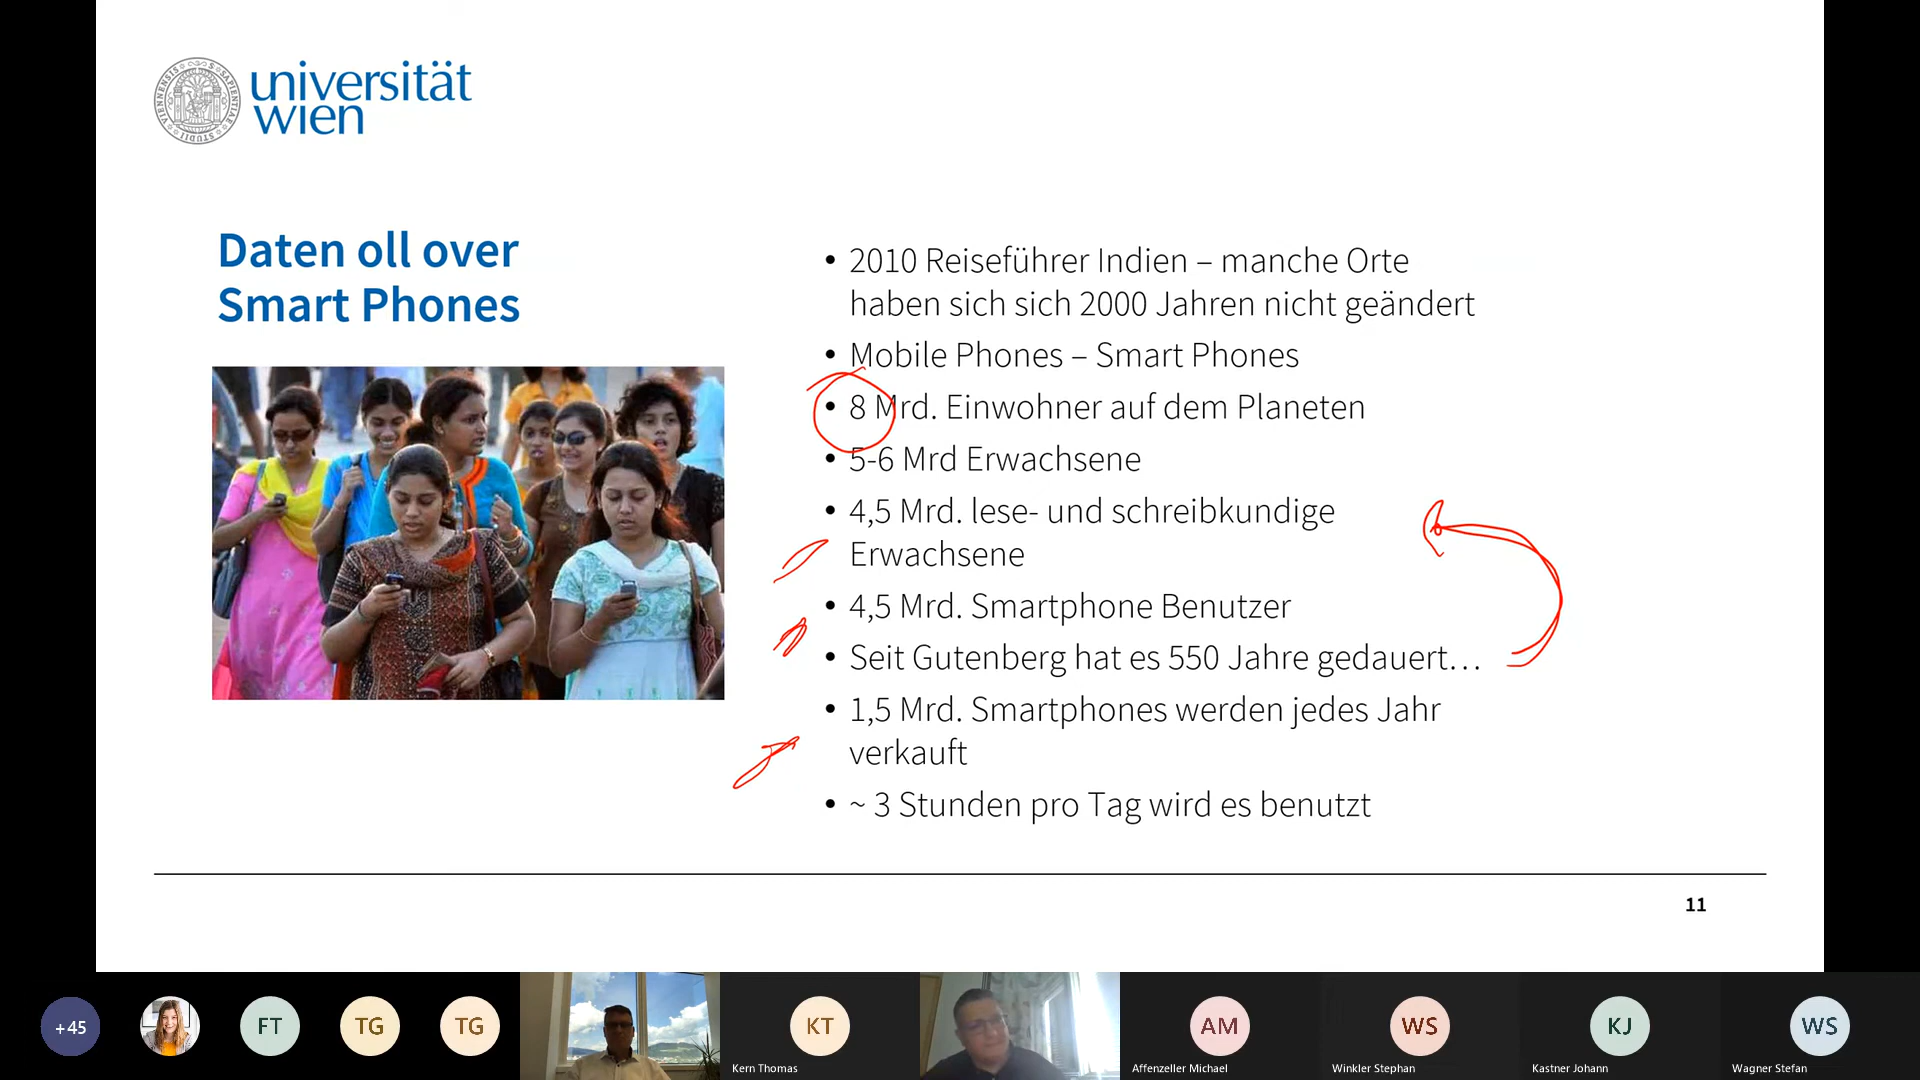 universität
wien
Daten oll over
Smart Phones
• 2010 Reiseführer Indien – manche Orte
haben sich sich 2000 Jahren nicht geändert
• Mobile Phones – Smart Phones
• 8 Mrd. Einwohner auf dem Planeten
• 5-6 Mrd Erwachsene
• 4,5 Mrd. lese- und schreibkundige
Erwachsene
• 4,5 Mrd. Smartphone Benutzer
• Seit Gutenberg hat es 550 Jahre gedauert…
• 1,5 Mrd. Smartphones werden jedes Jahr
verkauft
• ~ 3 Stunden pro Tag wird es benutzt
11
+45
FT
TG
TG
KT
Kern Thomas
AM
Affenzeller Michael
WS
Winkler Stephan
KJ
Kastner Johann
WS
Wagner Stefan